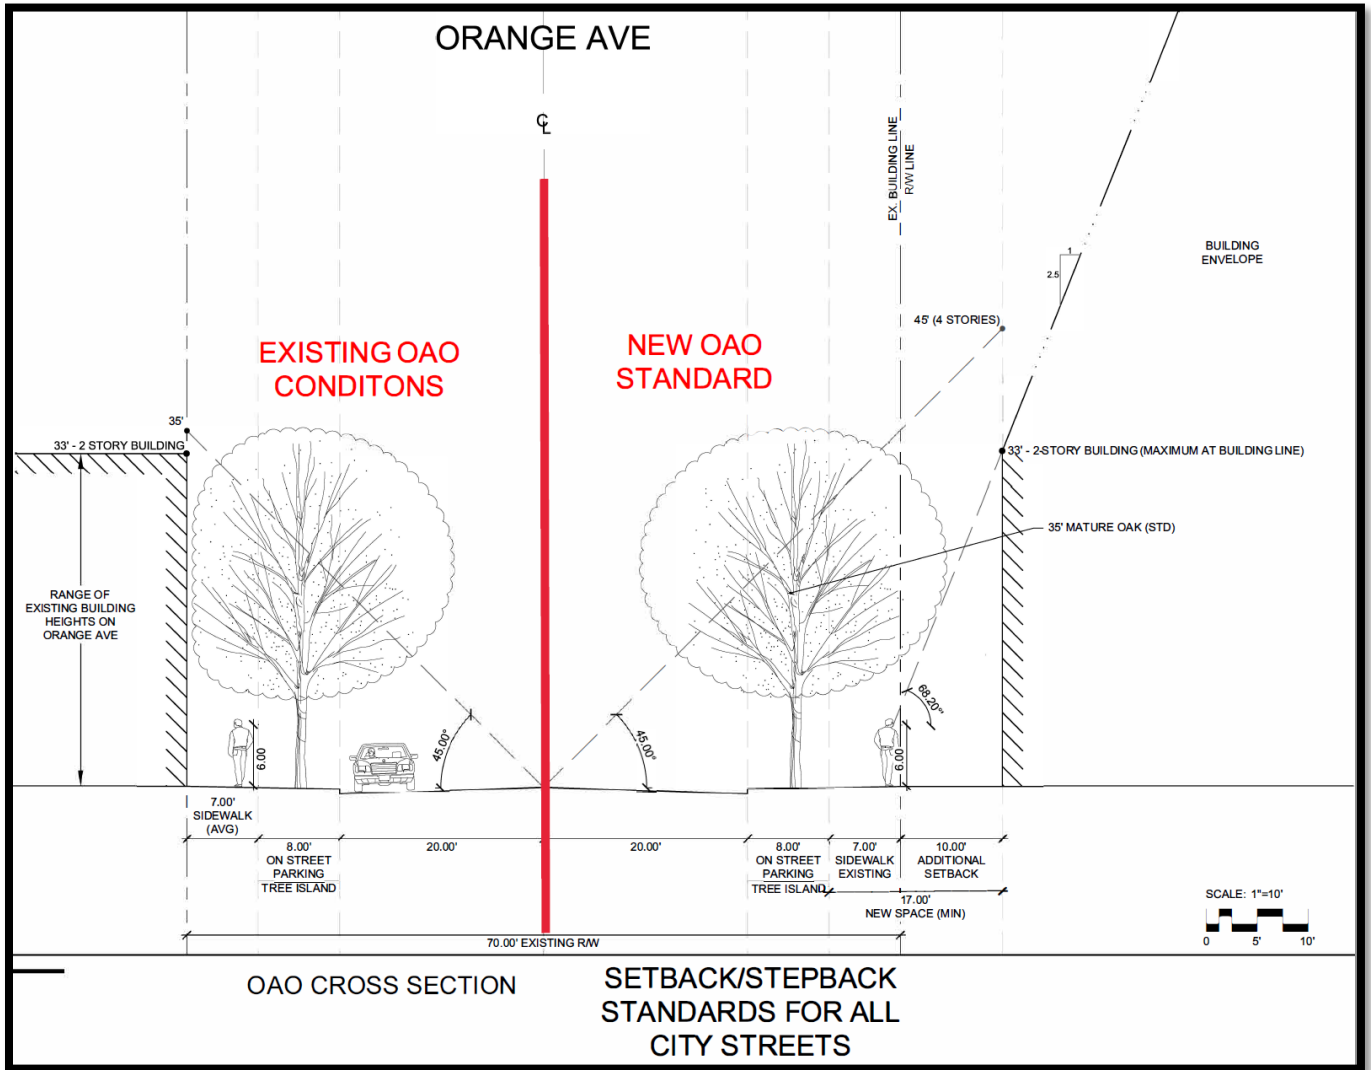 ORANGE AVE
CL
EX. BUILDING LINE
R/W LINE
BUILDING
ENVELOPE
1
2.5
45' (4 STORIES)
EXISTING OAO
CONDITONS
NEW OAO
STANDARD
35'
33' - 2 STORY BUILDING
33' - 2-STORY BUILDING (MAXIMUM AT BUILDING LINE)
35' MATURE OAK (STD)
RANGE OF
EXISTING BUILDING
HEIGHTS ON
ORANGE AVE
68.20°
6.00
45.00°
45.00°
6.00
7.00'
SIDEWALK
(AVG)
8.00'
ON STREET
PARKING
TREE ISLAND
20.00'
20.00'
8.00'
ON STREET
PARKING
TREE ISLAND
7.00'
SIDEWALK
EXISTING
10.00'
ADDITIONAL
SETBACK
17.00'
NEW SPACE (MIN)
SCALE: 1"=10'
0 5' 10'
70.00' EXISTING R/W
OAO CROSS SECTION
SETBACK/STEPBACK
STANDARDS FOR ALL
CITY STREETS